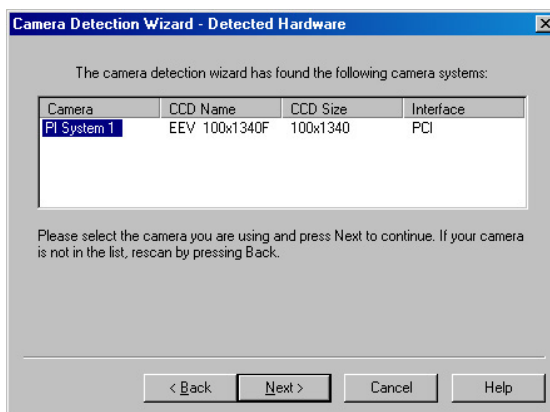 Camera Detection Wizard - Detected Hardware
The camera detection wizard has found the following camera systems:
Camera CCD Name CCD Size Interface
PI System 1 EEV 100x1340F 100x1340 PCI
Please select the camera you are using and press Next to continue. If your camera
is not in the list, rescan by pressing Back.
< Back Next > Cancel Help